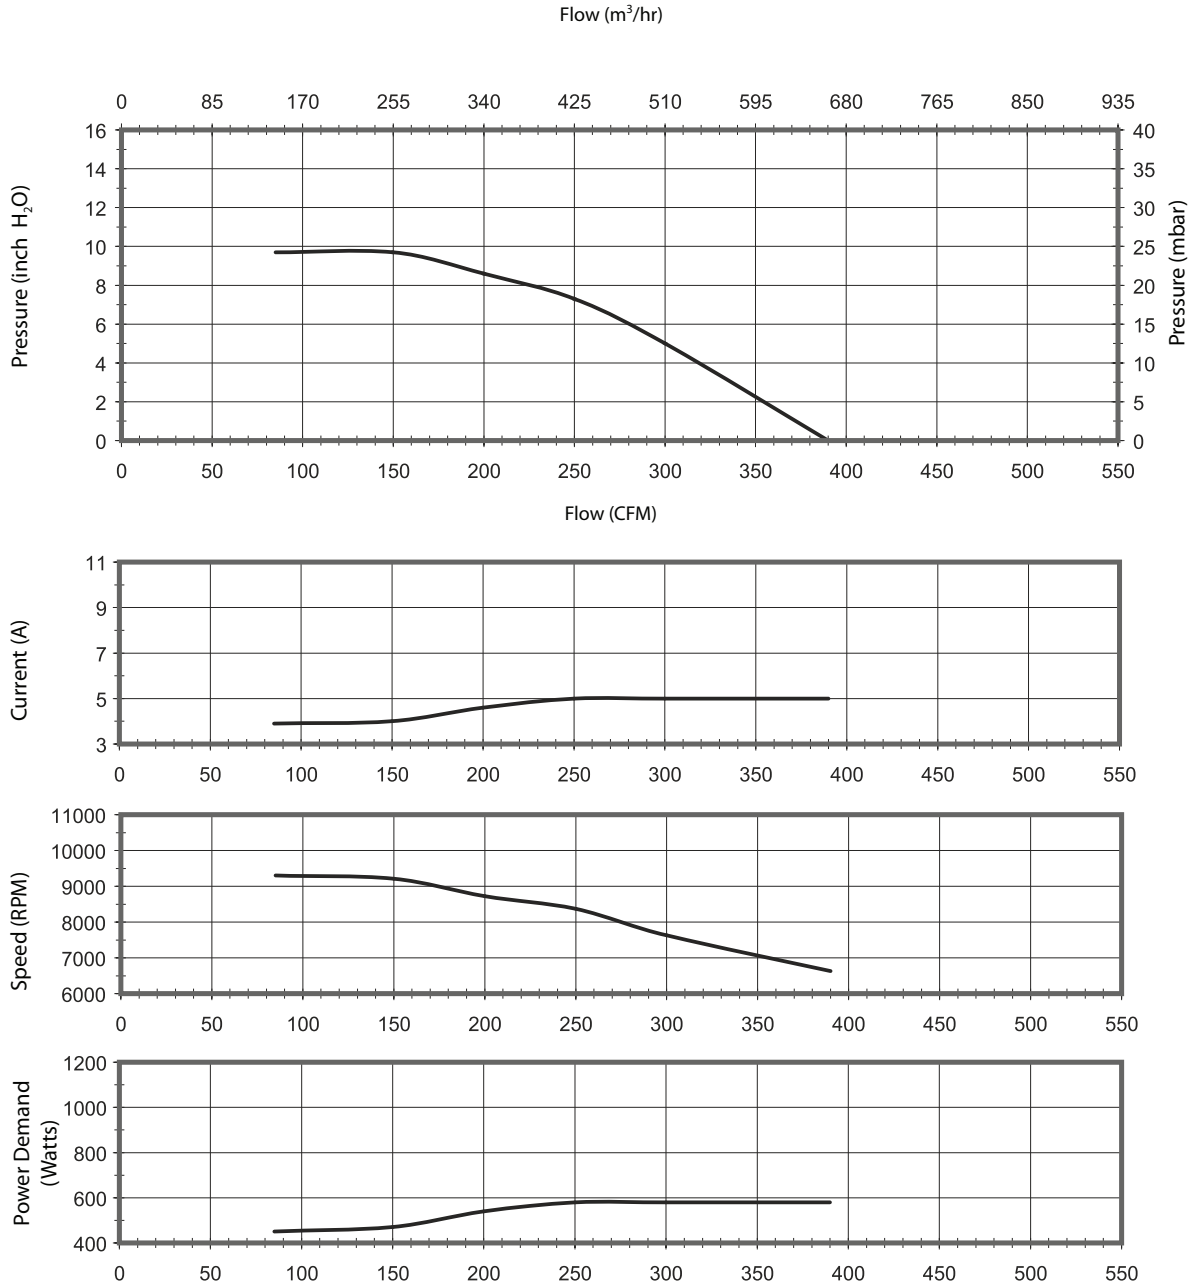 Flow (m³/hr)
0 85 170 255 340 425 510 595 680 765 850 935
16 40
14 35
12 30
10 25
8 20
6 15
4 10
2 5
0 0
Pressure (inch H₂O)
Pressure (mbar)
0 50 100 150 200 250 300 350 400 450 500 550
Flow (CFM)
11
9
7
5
3
Current (A)
0 50 100 150 200 250 300 350 400 450 500 550
11000
10000
9000
8000
7000
6000
Speed (RPM)
0 50 100 150 200 250 300 350 400 450 500 550
1200
1000
800
600
400
Power Demand
(Watts)
0 50 100 150 200 250 300 350 400 450 500 550